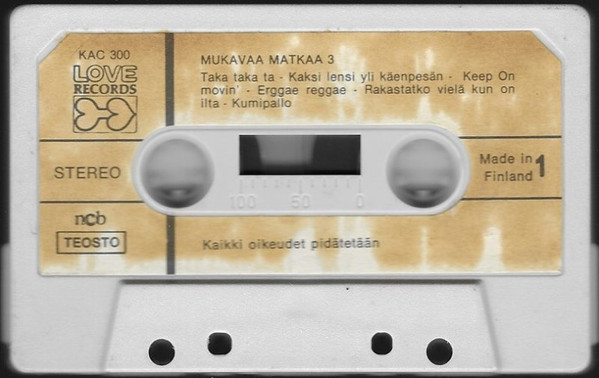 KAC 300
LOVE
RECORDS
MUKAVAA MATKAA 3
Taka taka ta - Kaksi lensi yli käenpesän - Keep On
movin' - Erggae reggae - Rakastatko vielä kun on
ilta - Kumipallo
STEREO
100 50 0
Made in
Finland
1
ncb
TEOSTO
Kaikki oikeudet pidätetään